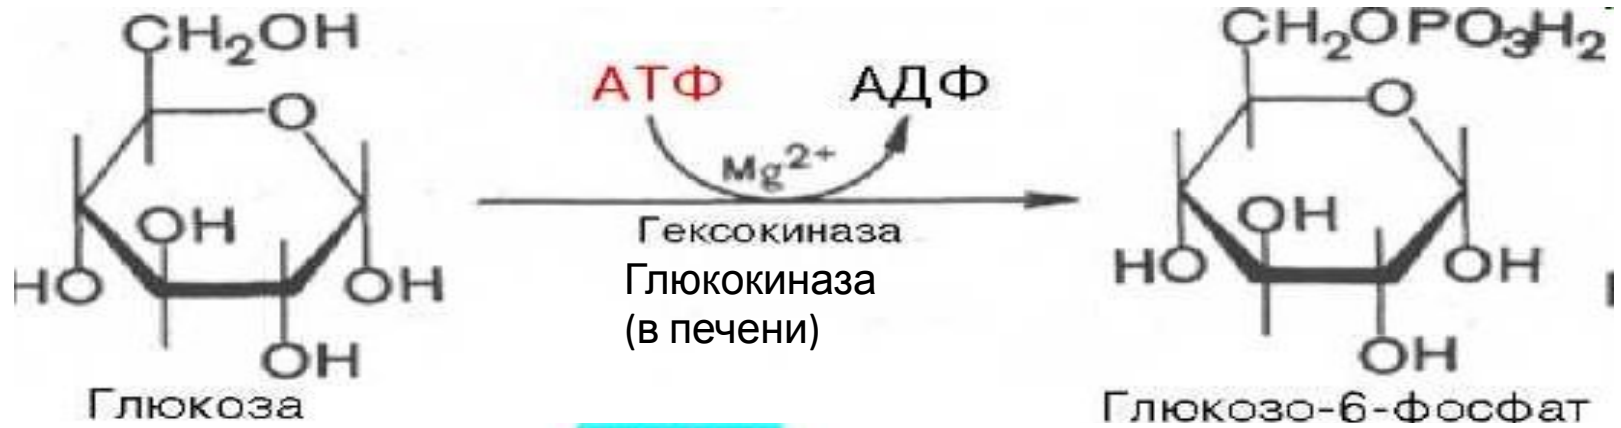 CH₂OH
O
OH
HO
OH
OH
Глюкоза
АТФ
АДФ
Mg²⁺
Гексокиназа
Глюкокиназа
(в печени)
CH₂OPO₃H₂
O
OH
HO
OH
OH
Глюкозо-6-фосфат